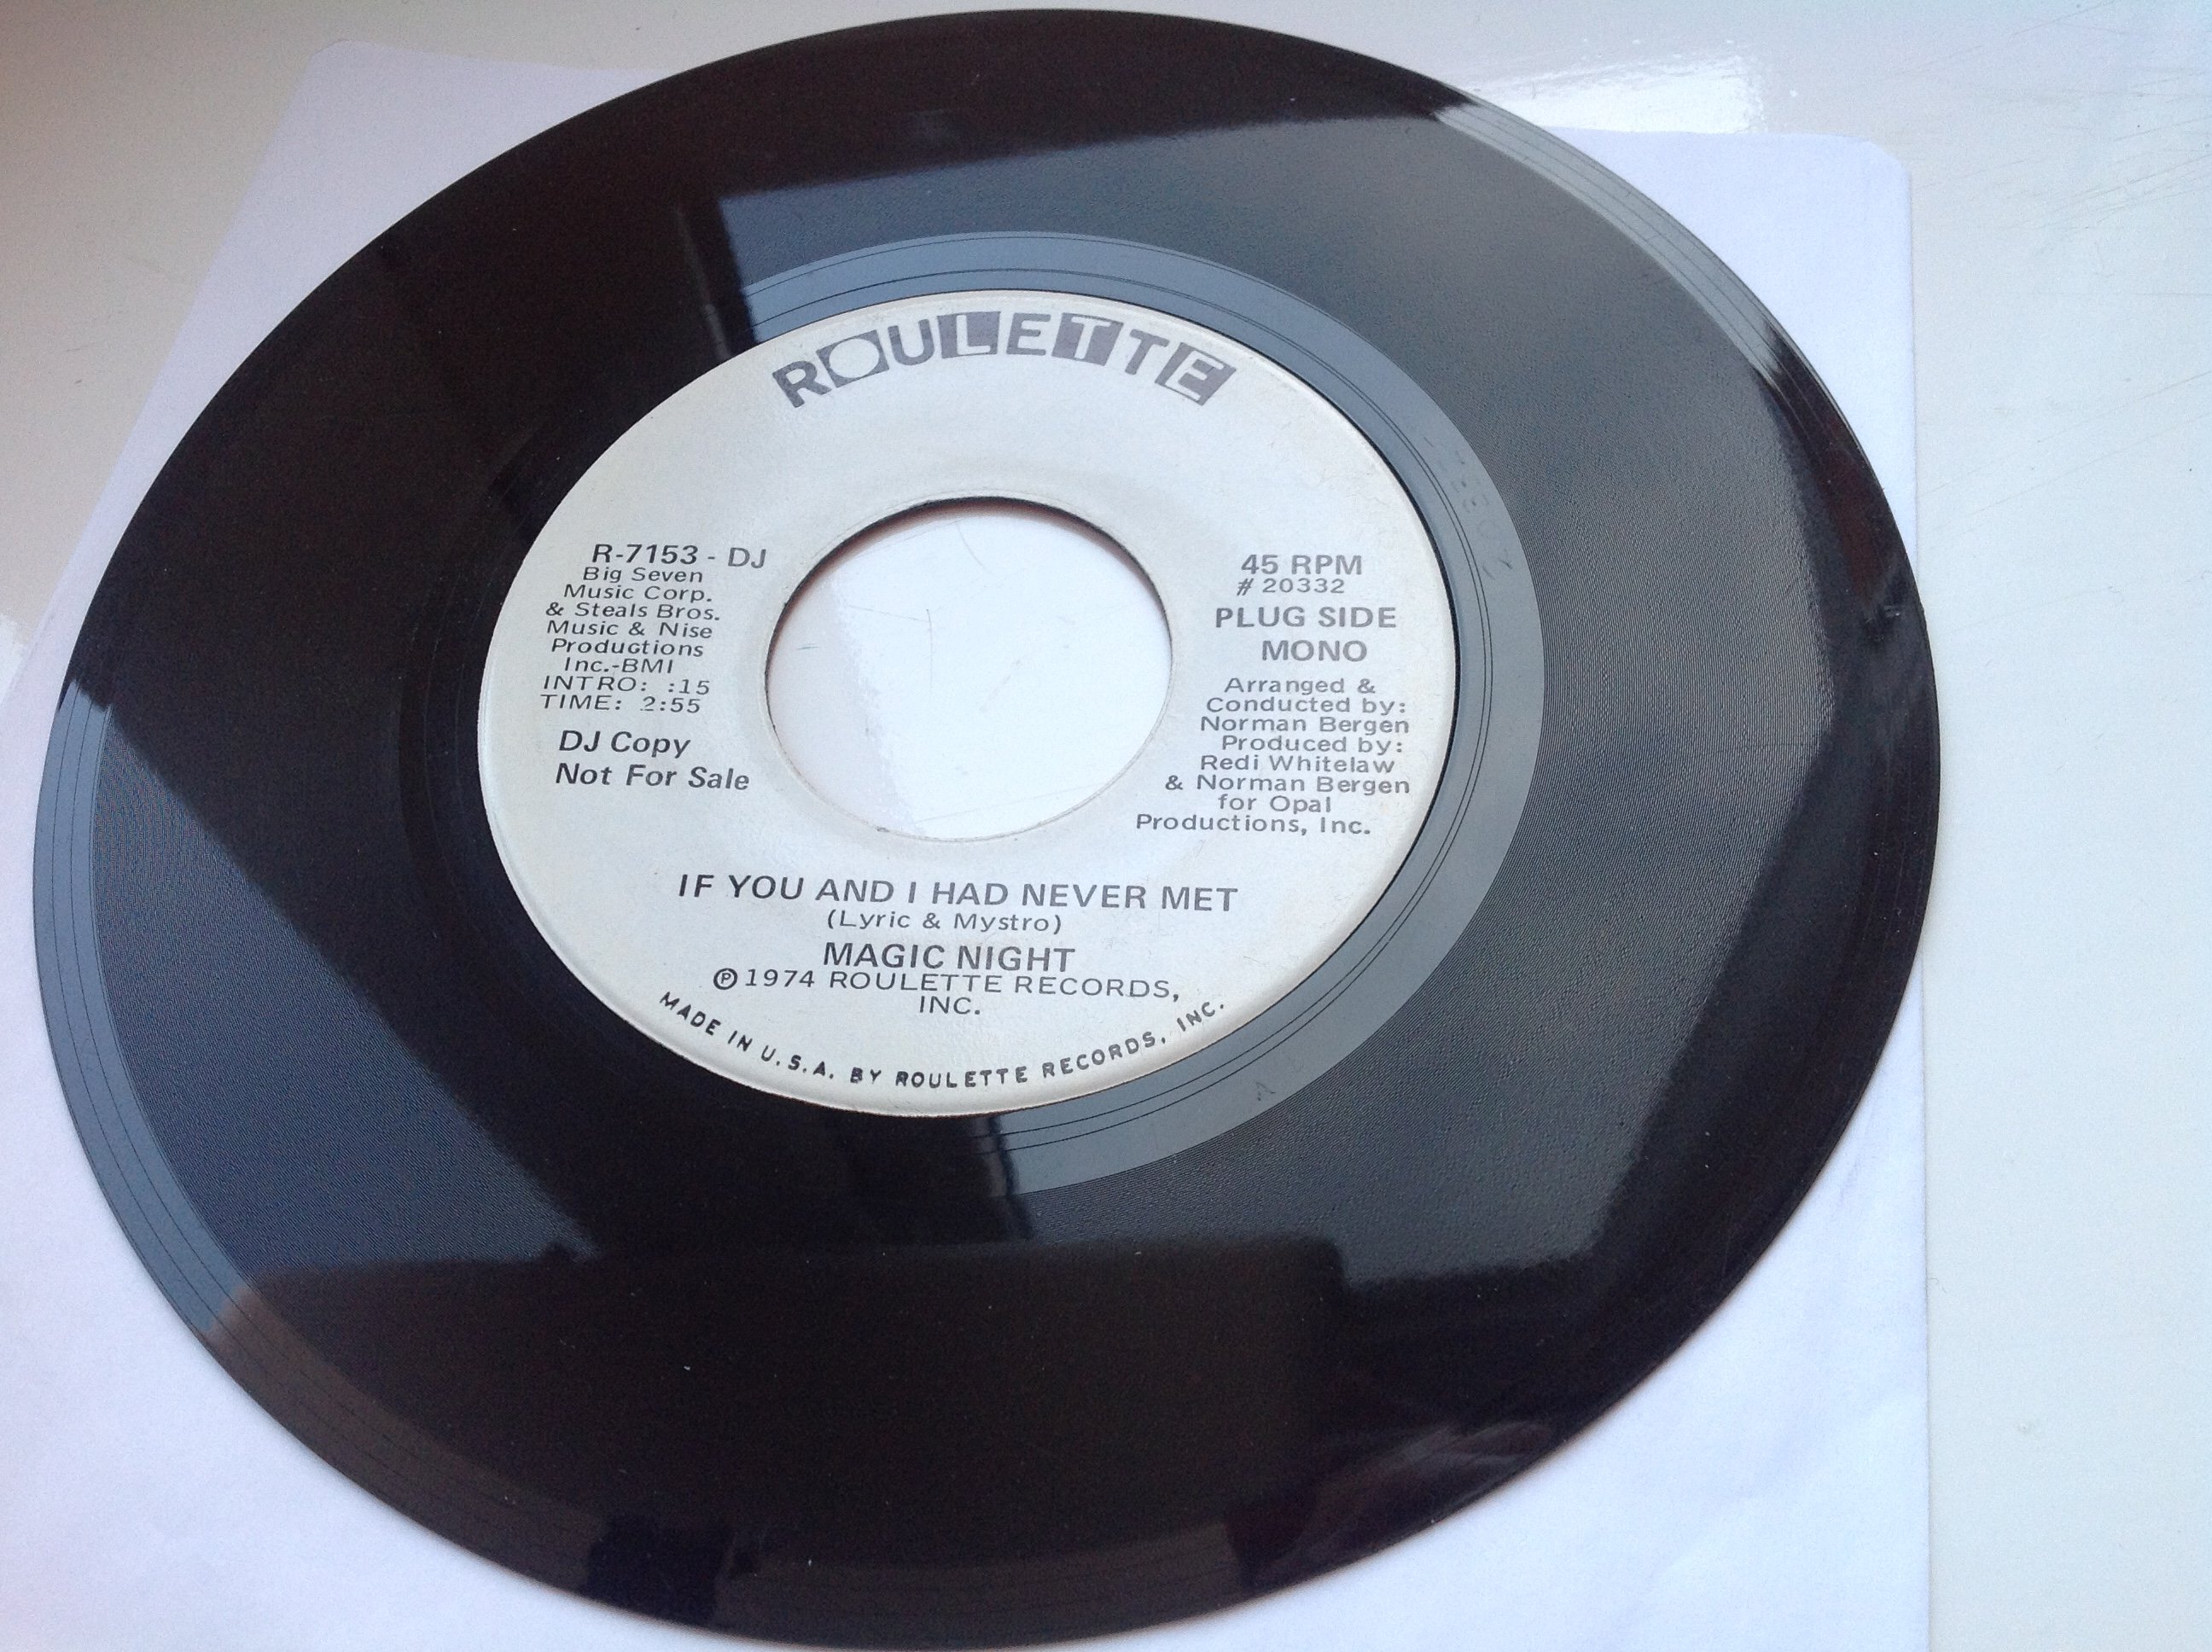 ROULETTE
R-7153 - DJ
Big Seven
Music Corp.
& Steals Bros.
Music & Nise
Productions
Inc.-BMI
INTRO: :15
TIME: 2:55
DJ Copy
Not For Sale
45 RPM
# 20332
PLUG SIDE
MONO
Arranged &
Conducted by:
Norman Bergen
Produced by:
Redi Whitelaw
& Norman Bergen
for Opal
Productions, Inc.
IF YOU AND I HAD NEVER MET
(Lyric & Mystro)
MAGIC NIGHT
℗ 1974 ROULETTE RECORDS,
INC.
MADE IN U.S.A. BY ROULETTE RECORDS, INC.
A